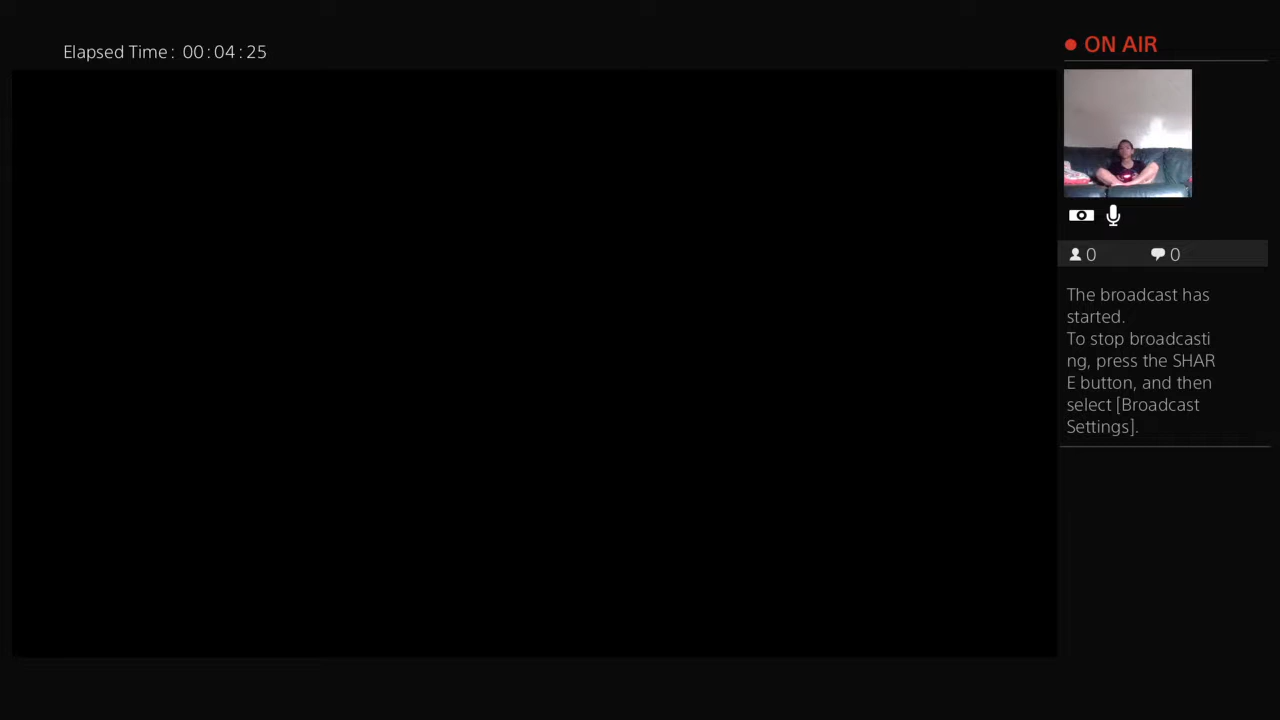 Elapsed Time: 00:04:25
ON AIR
0 0
The broadcast has
started.
To stop broadcasti
ng, press the SHAR
E button, and then
select [Broadcast
Settings].